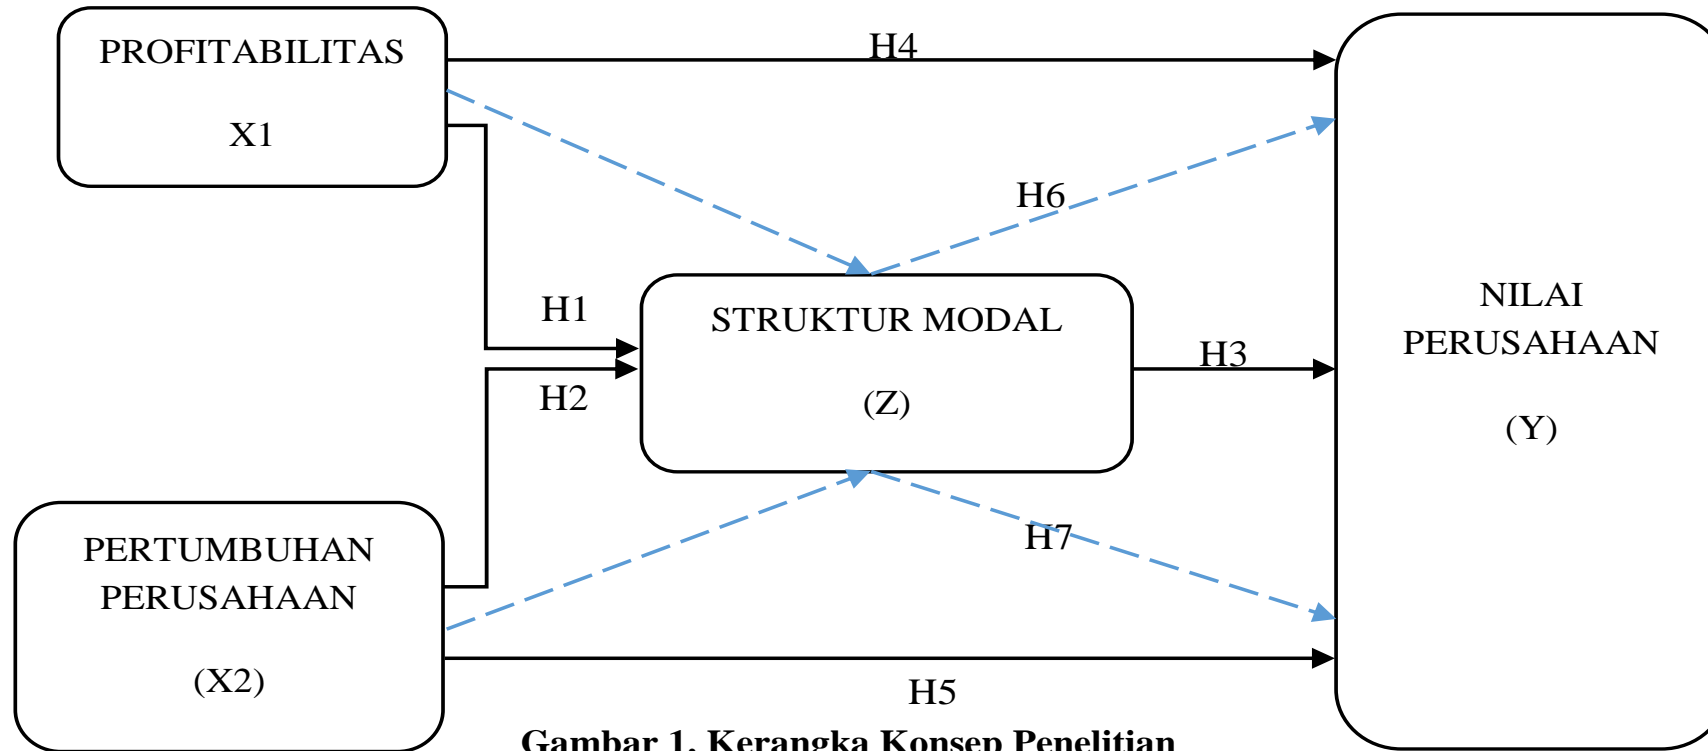 PROFITABILITAS
X1
H4
H6
H1
STRUKTUR MODAL
(Z)
H2
H3
NILAI
PERUSAHAAN
(Y)
PERTUMBUHAN
PERUSAHAAN
(X2)
H7
H5
Gambar 1. Kerangka Konsep Penelitian